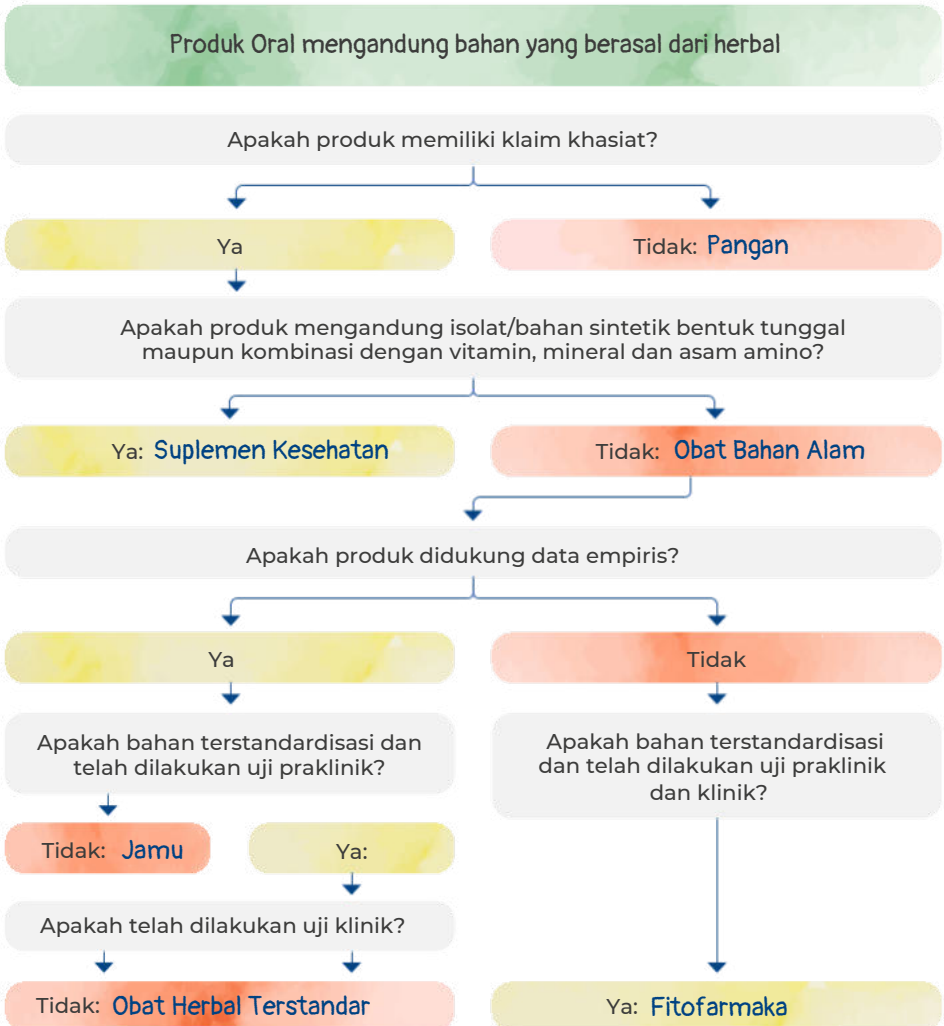 Produk Oral mengandung bahan yang berasal dari herbal
Apakah produk memiliki klaim khasiat?
Ya
Tidak: Pangan
Apakah produk mengandung isolat/bahan sintetik bentuk tunggal
maupun kombinasi dengan vitamin, mineral dan asam amino?
Ya: Suplemen Kesehatan
Tidak: Obat Bahan Alam
Apakah produk didukung data empiris?
Ya
Tidak
Apakah bahan terstandardisasi dan
telah dilakukan uji praklinik?
Apakah bahan terstandardisasi
dan telah dilakukan uji praklinik
dan klinik?
Tidak: Jamu
Ya:
Apakah telah dilakukan uji klinik?
Tidak: Obat Herbal Terstandar
Ya: Fitofarmaka